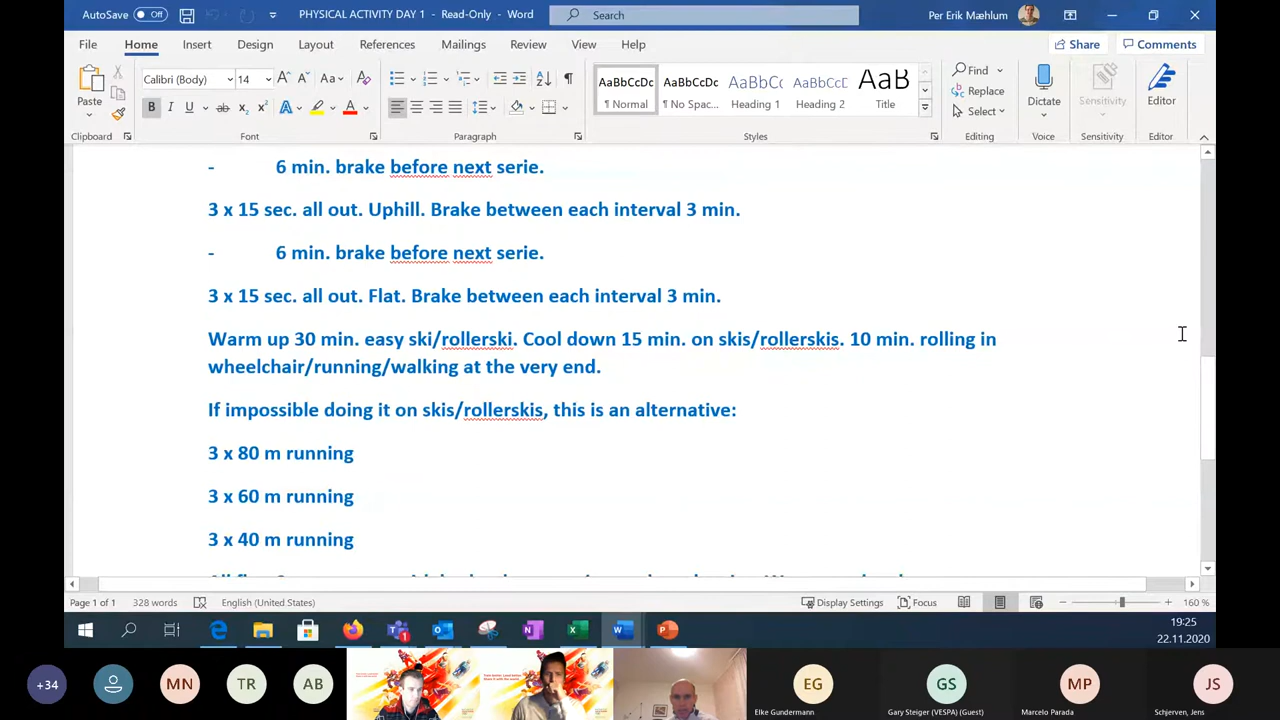 AutoSave Off PHYSICAL ACTIVITY DAY 1 - Read-Only - Word Search Per Erik Mæhlum
File Home Insert Design Layout References Mailings Review View Help Share Comments
Paste Calibri (Body) 14 Aa AaBbCcDc AaBbCcDc AaBbCc AaBbCcD AaB Find Replace Select Dictate Sensitivity Editor
¶ Normal ¶ No Spac... Heading 1 Heading 2 Title
Clipboard Font Paragraph Styles Editing Voice Sensitivity Editor
- 6 min. brake before next serie.
3 x 15 sec. all out. Uphill. Brake between each interval 3 min.
- 6 min. brake before next serie.
3 x 15 sec. all out. Flat. Brake between each interval 3 min.
Warm up 30 min. easy ski/rollerski. Cool down 15 min. on skis/rollerskis. 10 min. rolling in
wheelchair/running/walking at the very end.
If impossible doing it on skis/rollerskis, this is an alternative:
3 x 80 m running
3 x 60 m running
3 x 40 m running
Page 1 of 1 328 words English (United States) Display Settings Focus 160 %
19:25
22.11.2020
+34 MN TR AB EG GS MP JS
Elke Gundermann Gary Steiger (VESPA) (Guest) Marcelo Parada Schjerven, Jens